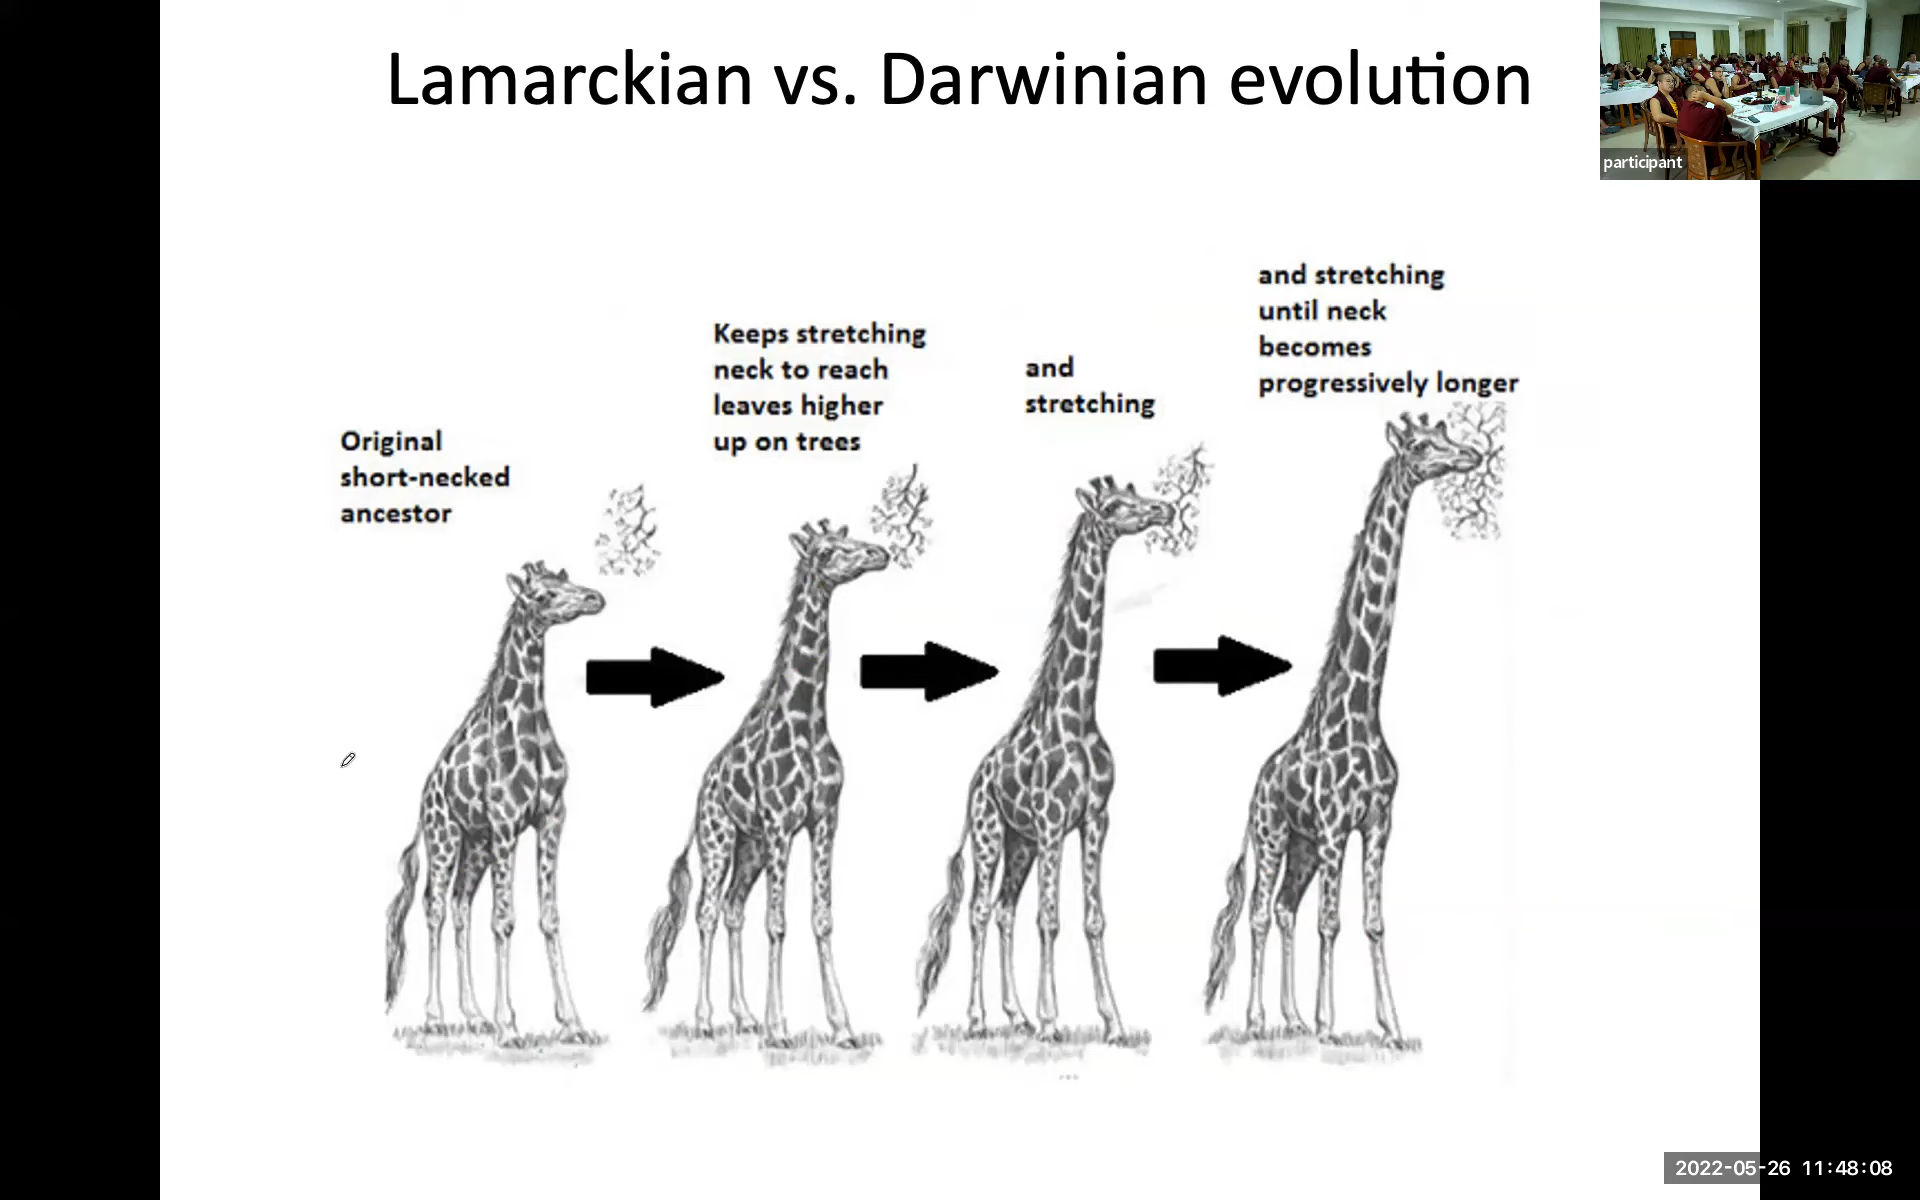 Lamarckian vs. Darwinian evolution
participant
and stretching
until neck
becomes
progressively longer
Keeps stretching
neck to reach
leaves higher
up on trees
and
stretching
Original
short-necked
ancestor
2022-05-26 11:48:08